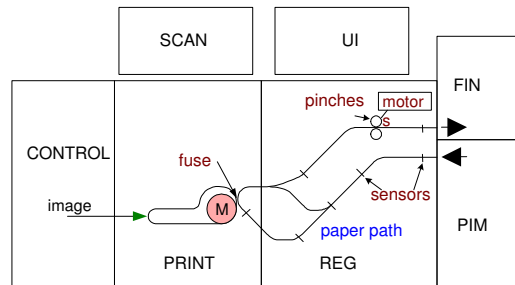 SCAN
UI
FIN
pinches
motor
s
CONTROL
fuse
image
M
sensors
paper path
PIM
PRINT
REG